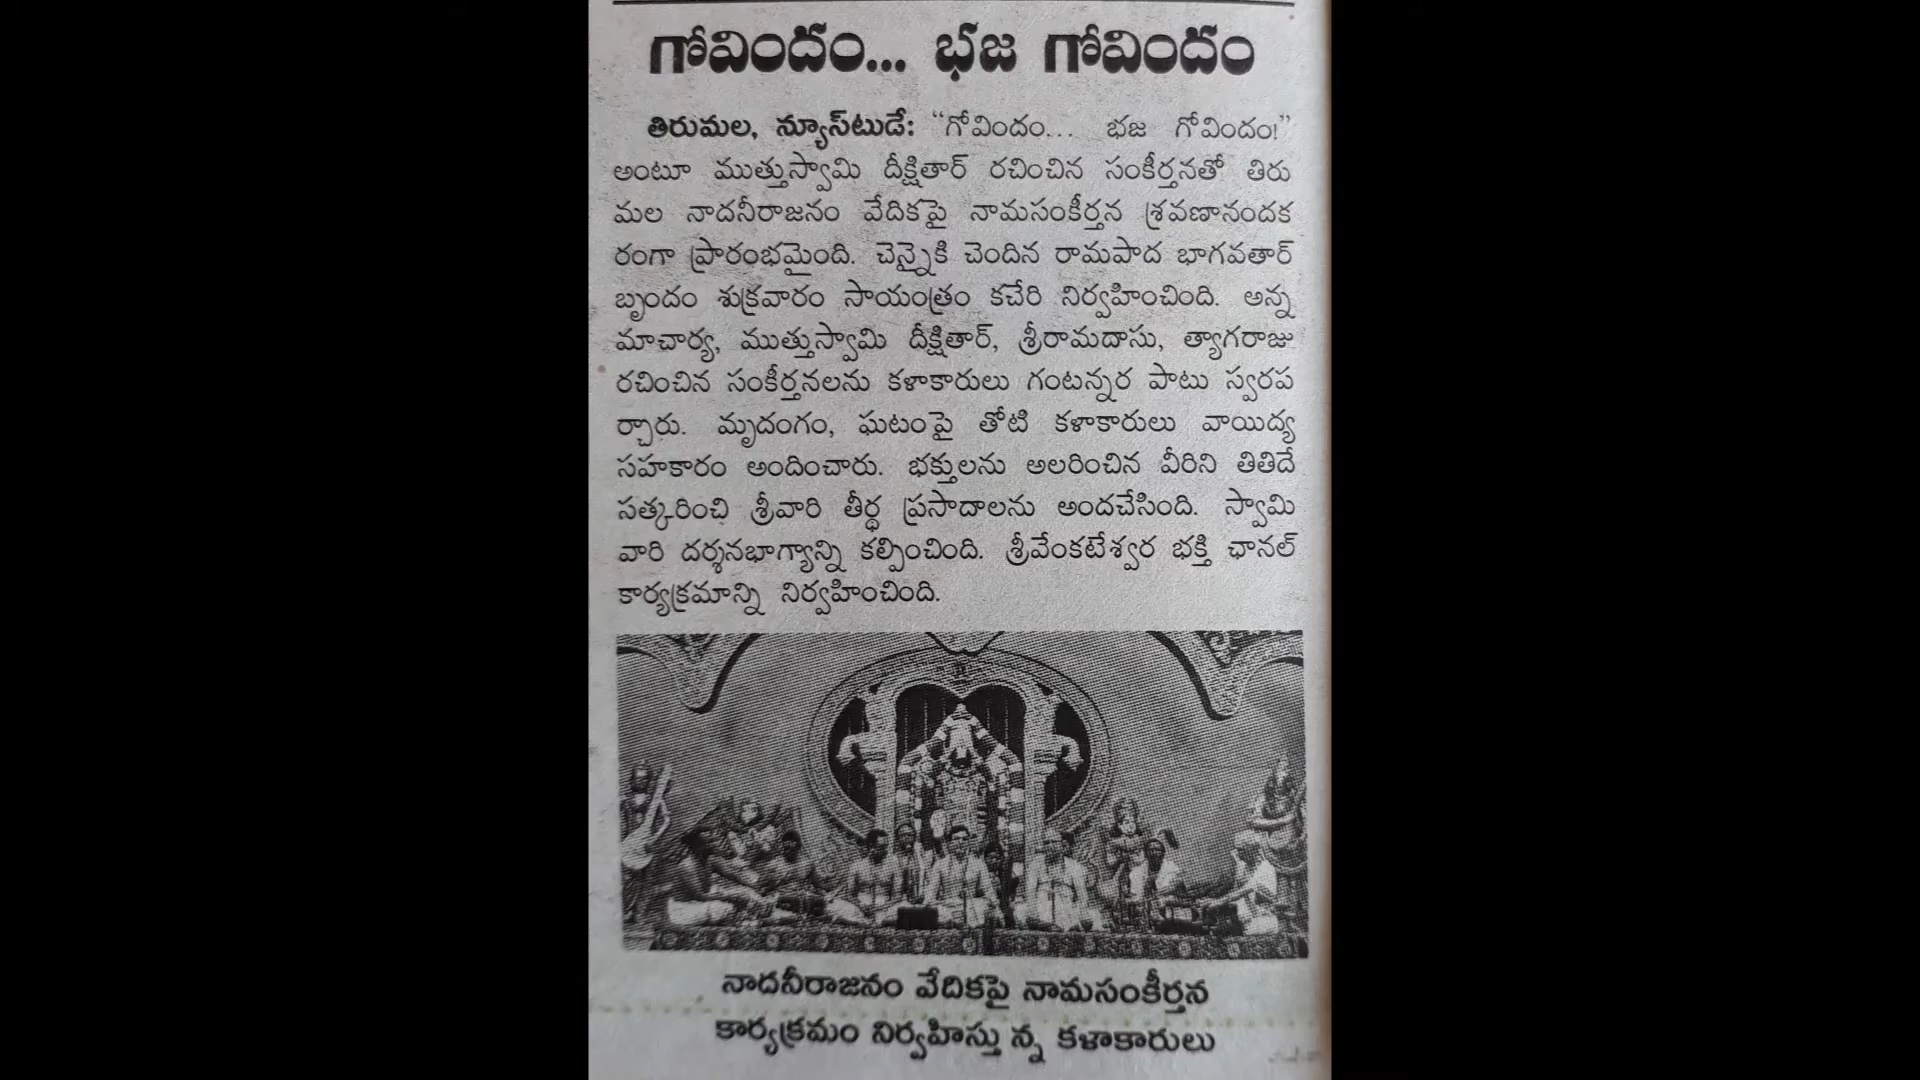 గోవిందం... భజ గోవిందం
తిరుమల, న్యూస్‌టుడే: “గోవిందం... భజ గోవిందం!”
అంటూ ముత్తుస్వామి దీక్షితార్ రచించిన సంకీర్తనతో తిరు
మల నాదనీరాజనం వేదికపై నామసంకీర్తన శ్రవణానందక
రంగా ప్రారంభమైంది. చెన్నైకి చెందిన రామపాద భాగవతార్
బృందం శుక్రవారం సాయంత్రం కచేరి నిర్వహించింది. అన్న
మాచార్య, ముత్తుస్వామి దీక్షితార్, శ్రీరామదాసు, త్యాగరాజు
రచించిన సంకీర్తనలను కళాకారులు గంటన్నర పాటు స్వరప
ర్చారు. మృదంగం, ఘటంపై తోటి కళాకారులు వాయిద్య
సహకారం అందించారు. భక్తులను అలరించిన వీరిని తితిదే
సత్కరించి శ్రీవారి తీర్థ ప్రసాదాలను అందచేసింది. స్వామి
వారి దర్శనభాగ్యాన్ని కల్పించింది. శ్రీవేంకటేశ్వర భక్తి ఛానల్
కార్యక్రమాన్ని నిర్వహించింది.
నాదనీరాజనం వేదికపై నామసంకీర్తన
కార్యక్రమం నిర్వహిస్తు న్న కళాకారులు